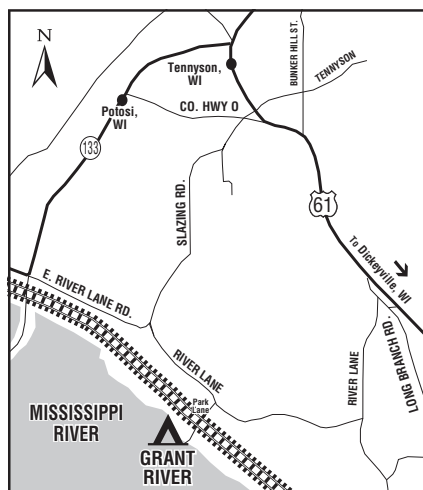 N
BUNKER HILL ST.
Tennyson,
WI
TENNYSON
CO. HWY O
Potosi,
WI
133
SLAZING RD.
61
To Dickeyville, WI
E. RIVER LANE RD.
RIVER LANE
RIVER LANE
LONG BRANCH RD.
Park
Lane
MISSISSIPPI
RIVER
GRANT
RIVER